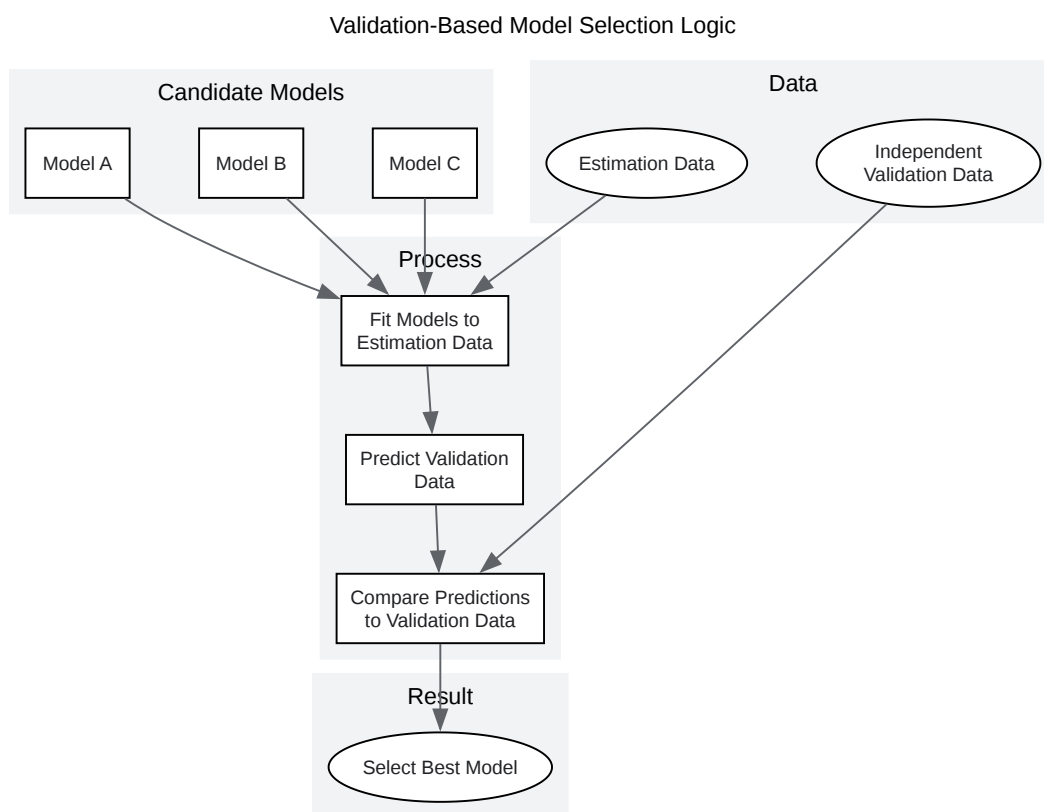 Validation-Based Model Selection Logic
Candidate Models
Data
Model A
Model B
Model C
Estimation Data
Independent
Validation Data
Process
Fit Models to
Estimation Data
Predict Validation
Data
Compare Predictions
to Validation Data
Result
Select Best Model